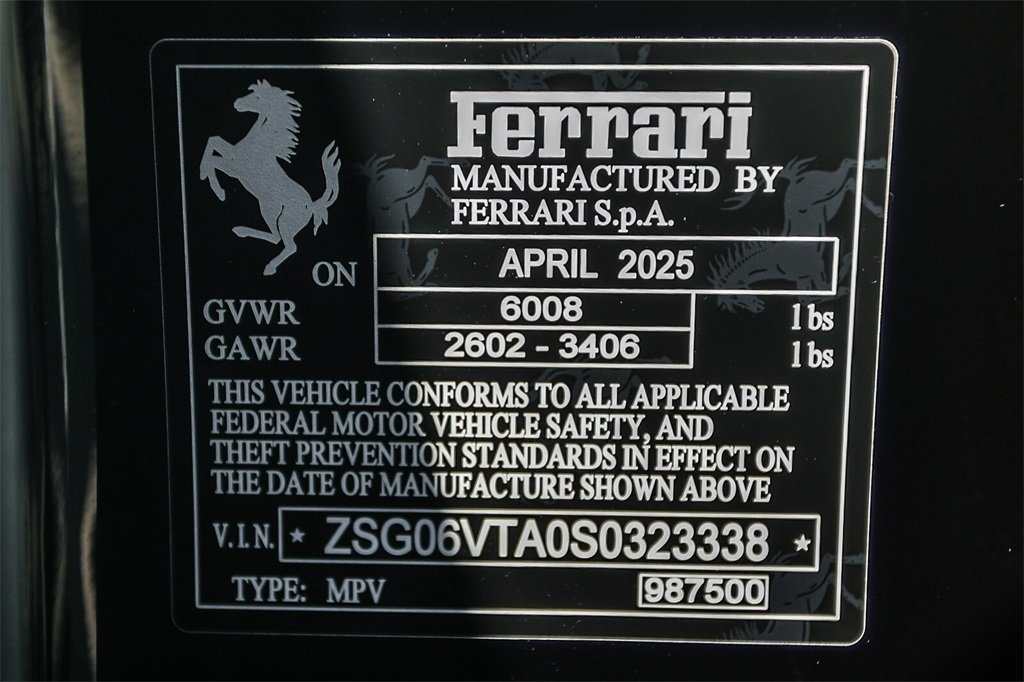 Ferrari
MANUFACTURED BY
FERRARI S.p.A.
ON APRIL 2025
GVWR 6008 lbs
GAWR 2602 - 3406 lbs
THIS VEHICLE CONFORMS TO ALL APPLICABLE
FEDERAL MOTOR VEHICLE SAFETY, AND
THEFT PREVENTION STANDARDS IN EFFECT ON
THE DATE OF MANUFACTURE SHOWN ABOVE
V.I.N. ★ ZSG06VTA0S0323338 ★
TYPE: MPV 987500